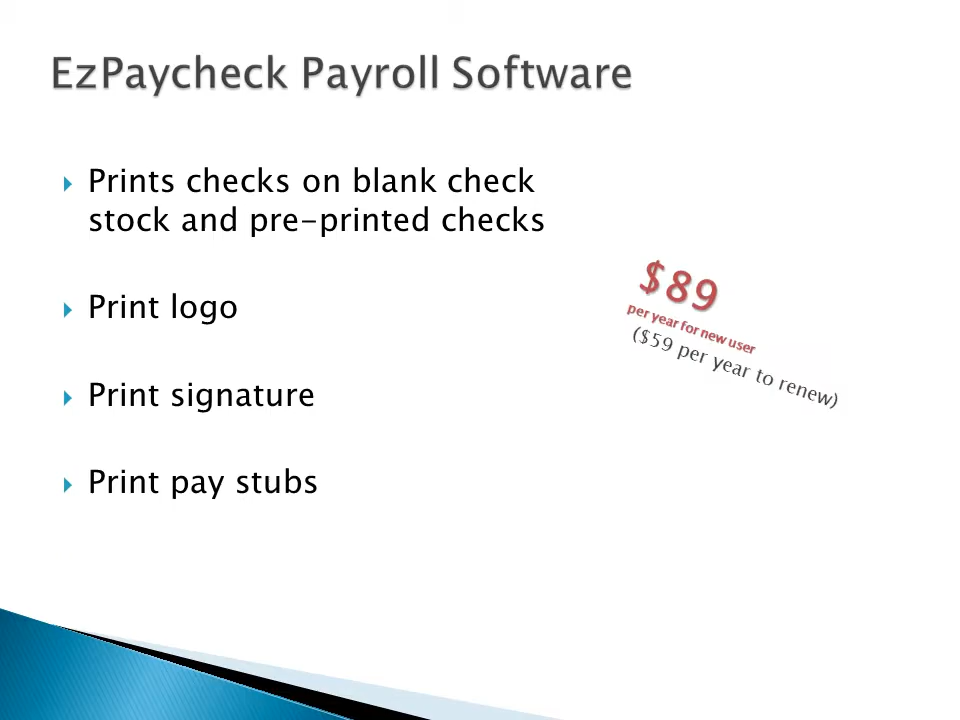 EzPaycheck Payroll Software
Prints checks on blank check
stock and pre-printed checks
Print logo
Print signature
Print pay stubs
$89
per year for new user
($59 per year to renew)